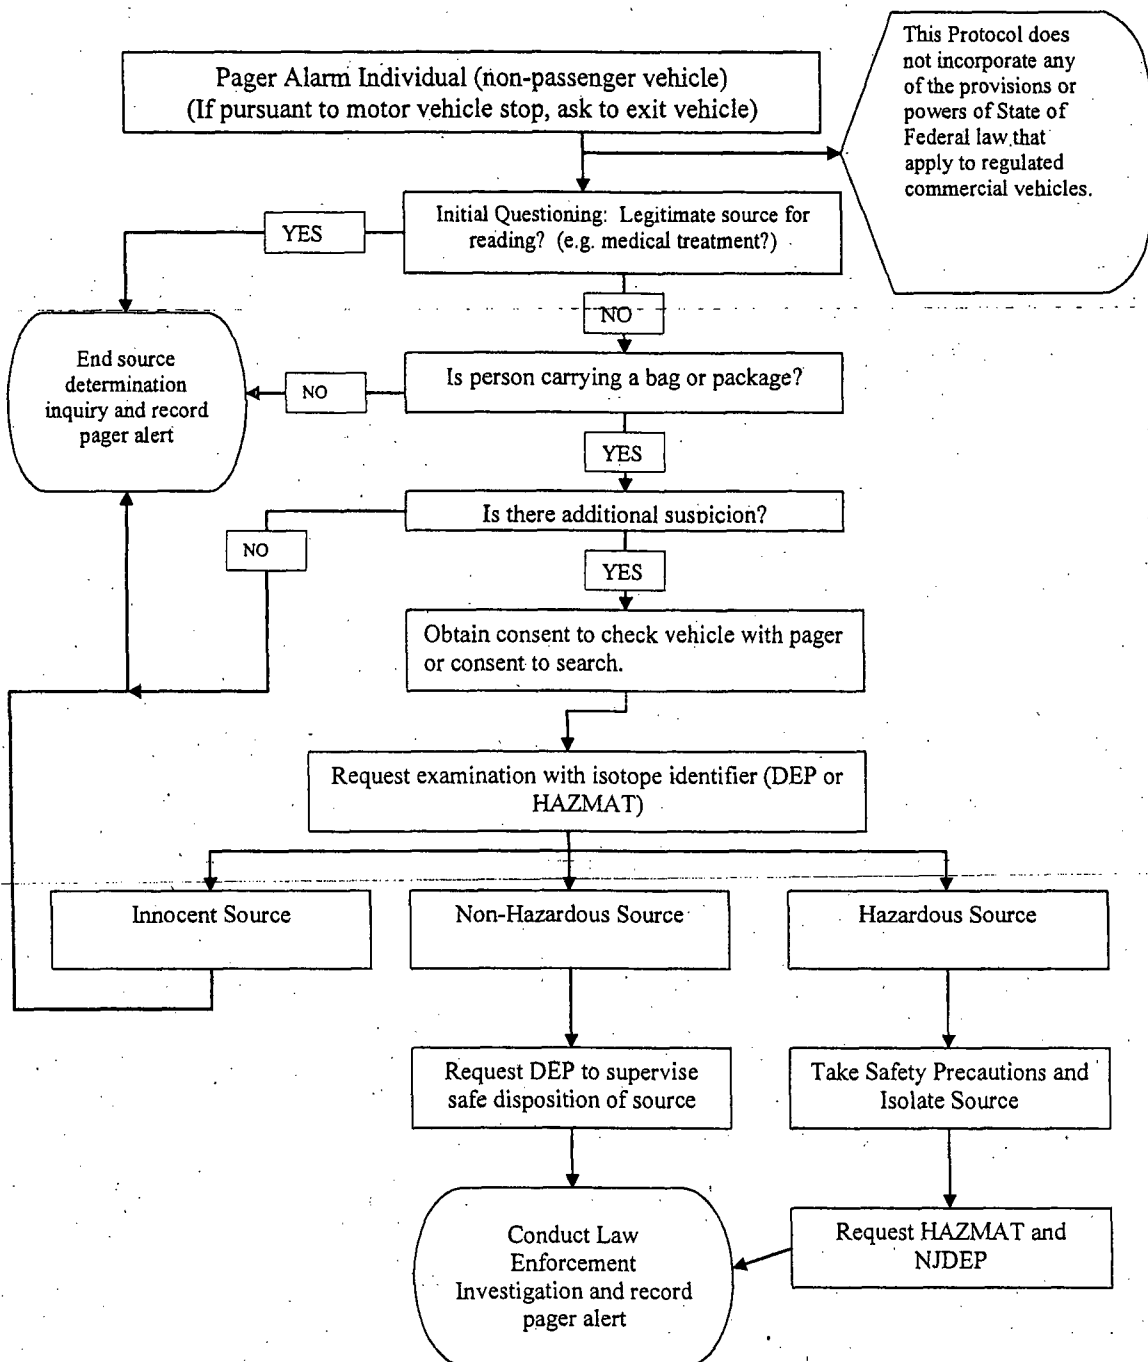 Pager Alarm Individual (non-passenger vehicle)
(If pursuant to motor vehicle stop, ask to exit vehicle)
This Protocol does
not incorporate any
of the provisions or
powers of State of
Federal law that
apply to regulated
commercial vehicles.
Initial Questioning: Legitimate source for
reading? (e.g. medical treatment?)
YES
NO
End source
determination
inquiry and record
pager alert
Is person carrying a bag or package?
NO
YES
Is there additional suspicion?
NO
YES
Obtain consent to check vehicle with pager
or consent to search.
Request examination with isotope identifier (DEP or
HAZMAT)
Innocent Source
Non-Hazardous Source
Hazardous Source
Request DEP to supervise
safe disposition of source
Take Safety Precautions and
Isolate Source
Request HAZMAT and
NJDEP
Conduct Law
Enforcement
Investigation and record
pager alert